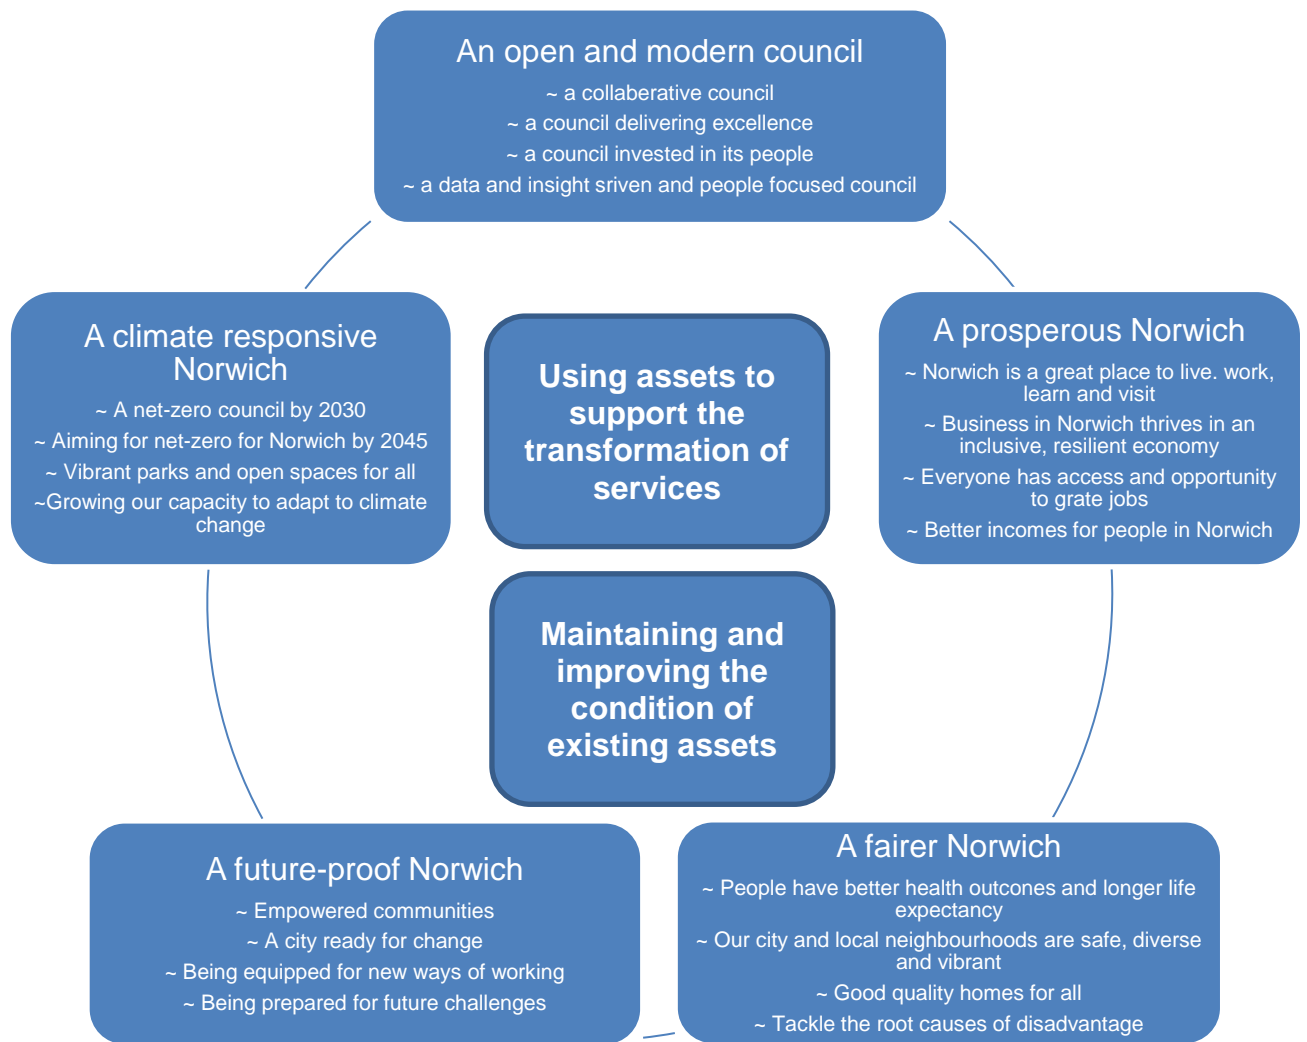 An open and modern council
~ a collaberative council
~ a council delivering excellence
~ a council invested in its people
~ a data and insight sriven and people focused council
A climate responsive
Norwich
~ A net-zero council by 2030
~ Aiming for net-zero for Norwich by 2045
~ Vibrant parks and open spaces for all
~Growing our capacity to adapt to climate
change
Using assets to
support the
transformation of
services
A prosperous Norwich
~ Norwich is a great place to live. work,
learn and visit
~ Business in Norwich thrives in an
inclusive, resilient economy
~ Everyone has access and opportunity
to grate jobs
~ Better incomes for people in Norwich
Maintaining and
improving the
condition of
existing assets
A future-proof Norwich
~ Empowered communities
~ A city ready for change
~ Being equipped for new ways of working
~ Being prepared for future challenges
A fairer Norwich
~ People have better health outcones and longer life
expectancy
~ Our city and local neighbourhoods are safe, diverse
and vibrant
~ Good quality homes for all
~ Tackle the root causes of disadvantage